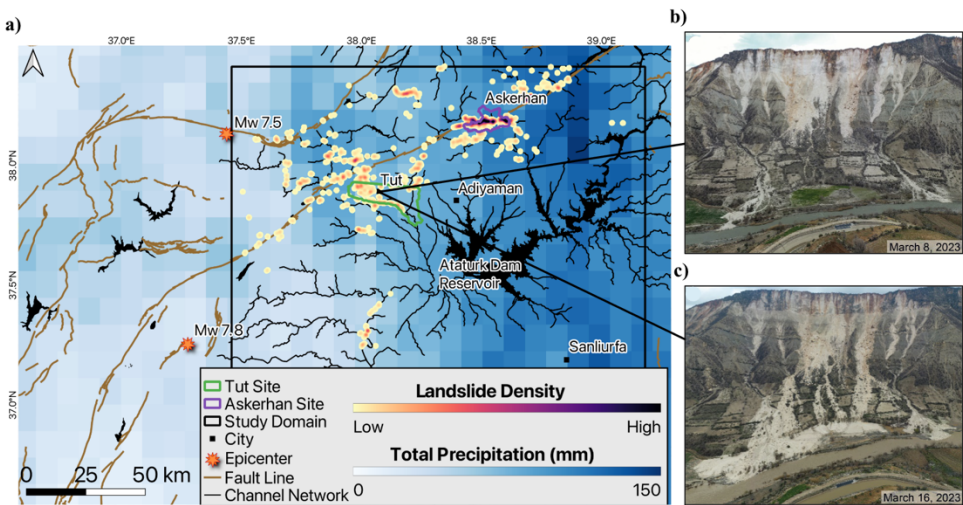 a)
37.0°E
37.5°E
38.0°E
38.5°E
39.0°E
38.0°N
37.5°N
37.0°N
Mw 7.5
Askerhan
Tut
Adiyaman
Ataturk Dam
Reservoir
Mw 7.8
Sanliurfa
0 25 50 km
Tut Site
Askerhan Site
Study Domain
City
Epicenter
Fault Line
Channel Network
Landslide Density
Low High
Total Precipitation (mm)
0 150
b)
March 8, 2023
c)
March 16, 2023